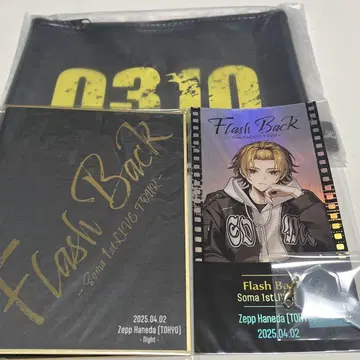 0310
Flash Back
- Soma 1st LIVE TOUR -
2025.04.02
Zepp Haneda (TOKYO)
- Night -
Flash Back
Flash Back
Soma 1st LIVE
Zepp Haneda (TOKYO)
2025.04.02